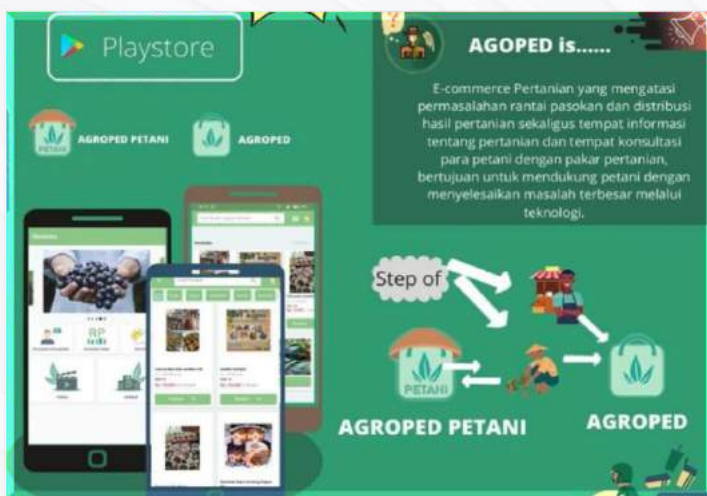 Playstore
PETANI
AGROPED PETANI
AGROPED
AGOPED is......
E-commerce Pertanian yang mengatasi
permasalahan rantai pasokan dan distribusi
hasil pertanian sekaligus tempat informasi
tentang pertanian dan tempat konsultasi
para petani dengan pakar pertanian,
bertujuan untuk mendukung petani dengan
menyelesaikan masalah terbesar melalui
teknologi.
RP
Step of
PETANI
AGROPED PETANI
AGROPED